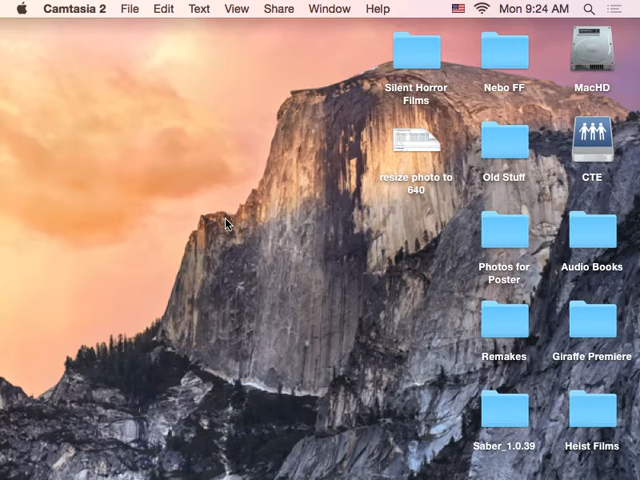 Camtasia 2 File Edit Text View Share Window Help Mon 9:24 AM
Silent Horror
Films
Nebo FF
MacHD
resize photo to
640
Old Stuff
CTE
Photos for
Poster
Audio Books
Remakes
Giraffe Premiere
Saber_1.0.39
Heist Films